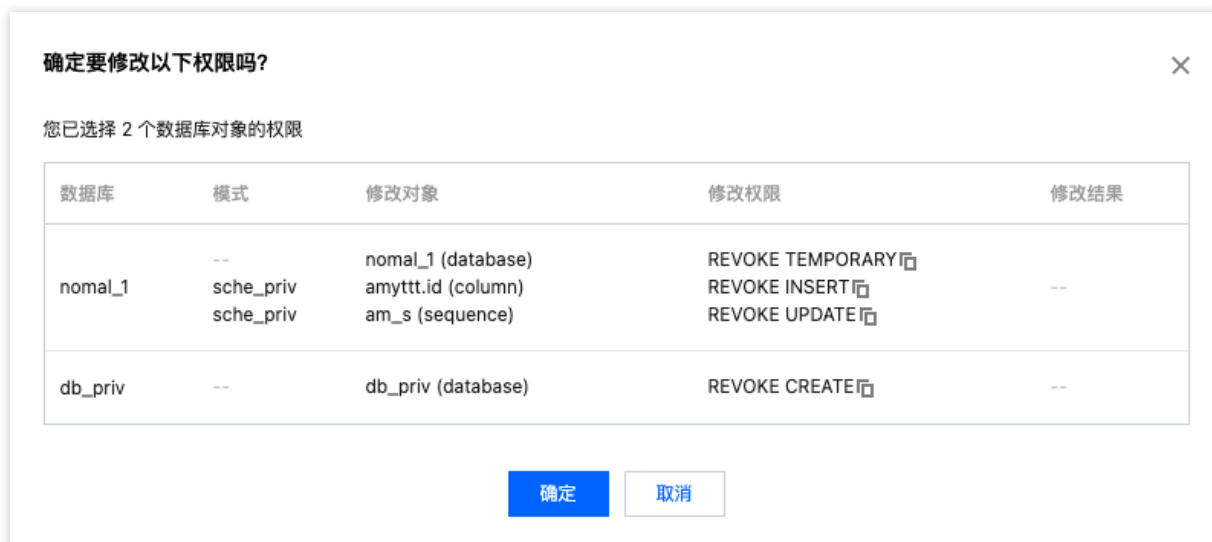 确定要修改以下权限吗?
您已选择 2 个数据库对象的权限
数据库 模式 修改对象 修改权限 修改结果
-- nomal_1 (database) REVOKE TEMPORARY
nomal_1 sche_priv amyttt.id (column) REVOKE INSERT --
sche_priv am_s (sequence) REVOKE UPDATE
db_priv -- db_priv (database) REVOKE CREATE --
确定 取消